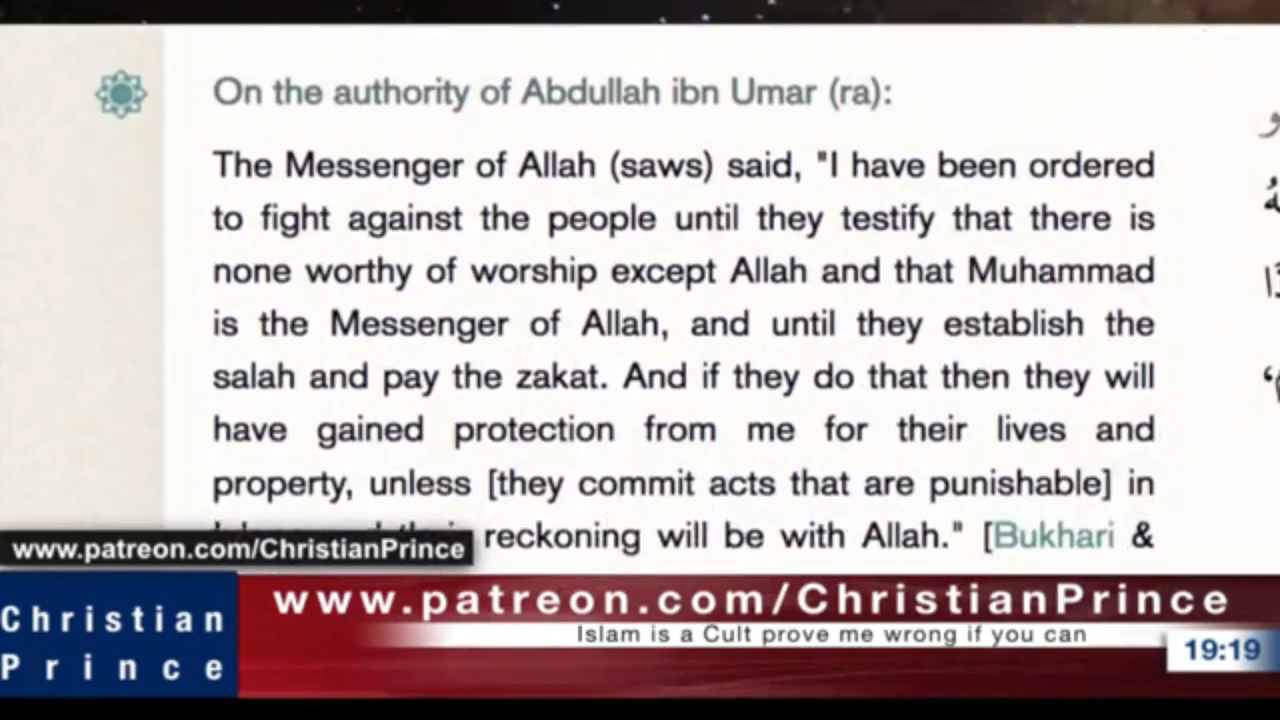 On the authority of Abdullah ibn Umar (ra):
The Messenger of Allah (saws) said, "I have been ordered
to fight against the people until they testify that there is
none worthy of worship except Allah and that Muhammad
is the Messenger of Allah, and until they establish the
salah and pay the zakat. And if they do that then they will
have gained protection from me for their lives and
property, unless [they commit acts that are punishable] in
reckoning will be with Allah." [Bukhari &
www.patreon.com/ChristianPrince
www.patreon.com/ChristianPrince
Islam is a Cult prove me wrong if you can
Christian
Prince
19:19